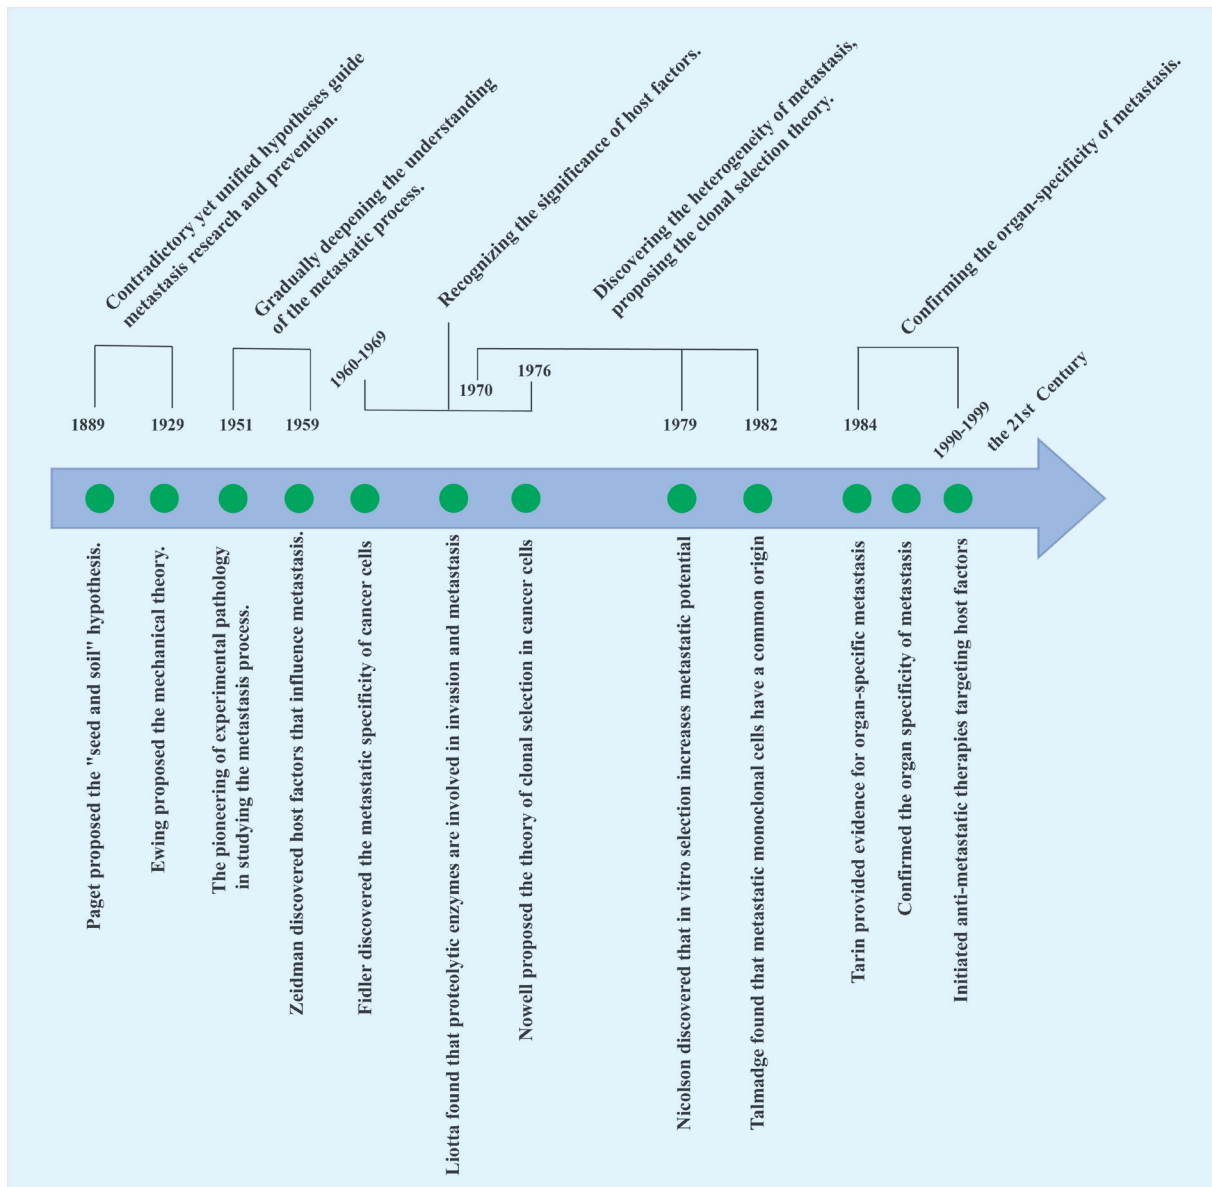 Contradictory yet unified hypotheses guide
metastasis research and prevention.
Gradually deepening the understanding
of the metastatic process.
Recognizing the significance of host factors.
Discovering the heterogeneity of metastasis,
proposing the clonal selection theory.
Confirming the organ-specificity of metastasis.
1889
1929
1951
1959
1960-1969
1970
1976
1979
1982
1984
1990-1999
the 21st Century
Paget proposed the "seed and soil" hypothesis.
Ewing proposed the mechanical theory.
The pioneering of experimental pathology
in studying the metastasis process.
Zeidman discovered host factors that influence metastasis.
Fidler discovered the metastatic specificity of cancer cells
Liotta found that proteolytic enzymes are involved in invasion and metastasis
Nowell proposed the theory of clonal selection in cancer cells
Nicolson discovered that in vitro selection increases metastatic potential
Talmadge found that metastatic monoclonal cells have a common origin
Tarin provided evidence for organ-specific metastasis
Confirmed the organ specificity of metastasis
Initiated anti-metastatic therapies targeting host factors